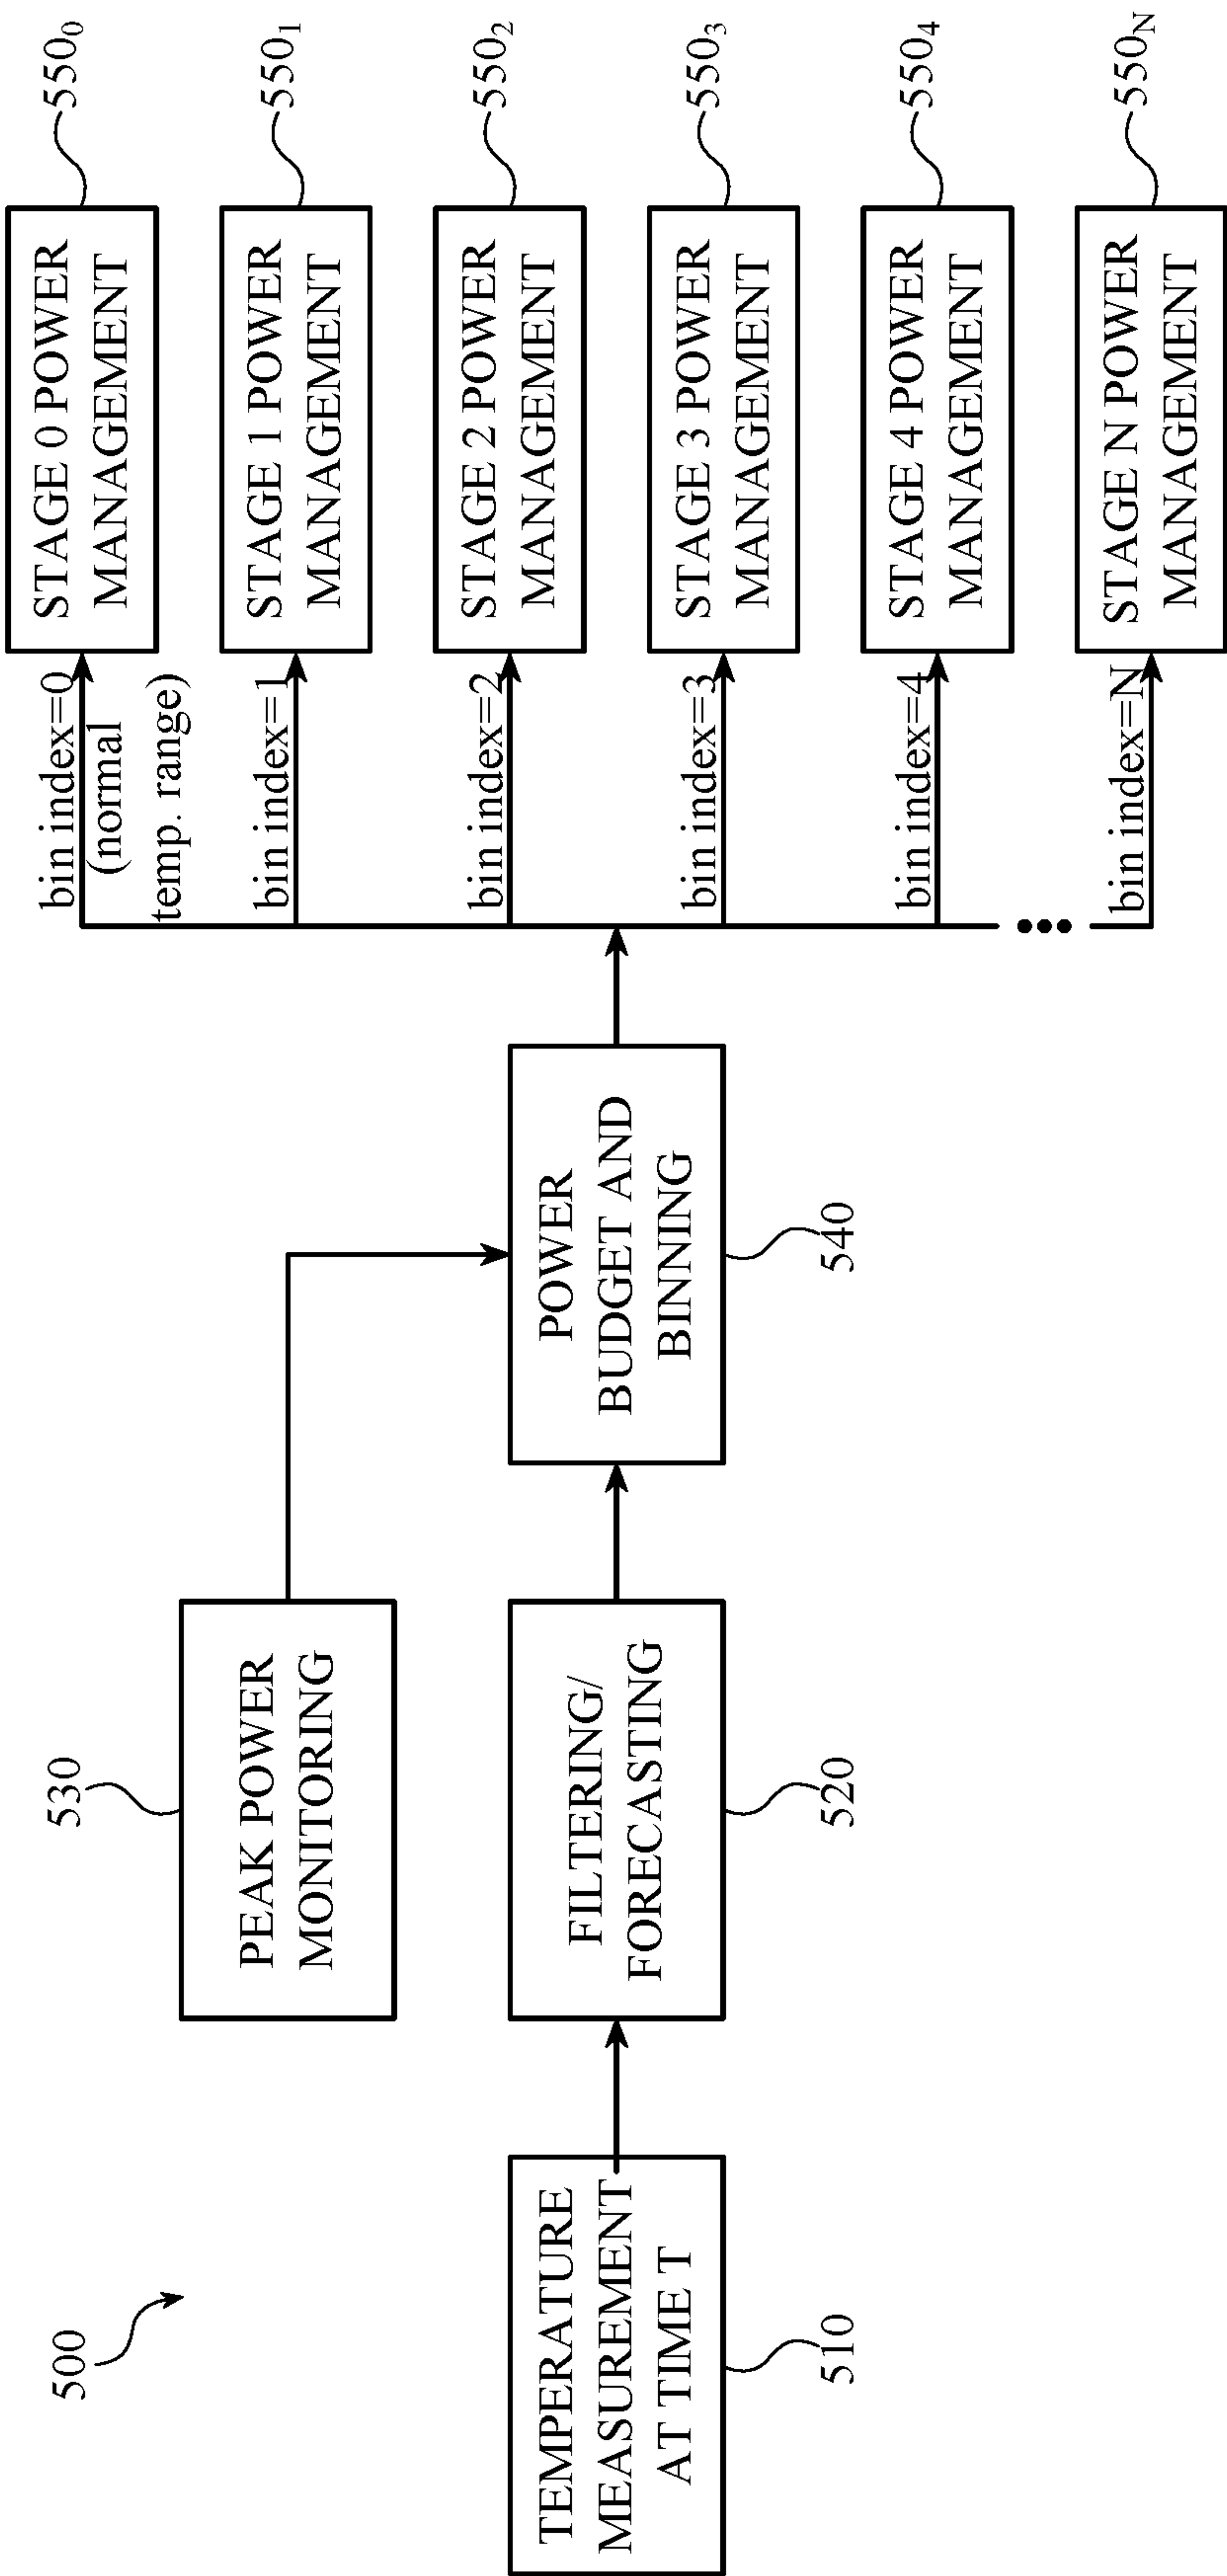 500
TEMPERATURE
MEASUREMENT
AT TIME T
510
530
PEAK POWER
MONITORING
FILTERING/
FORECASTING
520
POWER
BUDGET AND
BINNING
540
bin index=0
(normal
temp. range)
STAGE 0 POWER
MANAGEMENT
550₀
bin index=1
STAGE 1 POWER
MANAGEMENT
550₁
bin index=2
STAGE 2 POWER
MANAGEMENT
550₂
bin index=3
STAGE 3 POWER
MANAGEMENT
550₃
bin index=4
STAGE 4 POWER
MANAGEMENT
550₄
bin index=N
STAGE N POWER
MANAGEMENT
550N